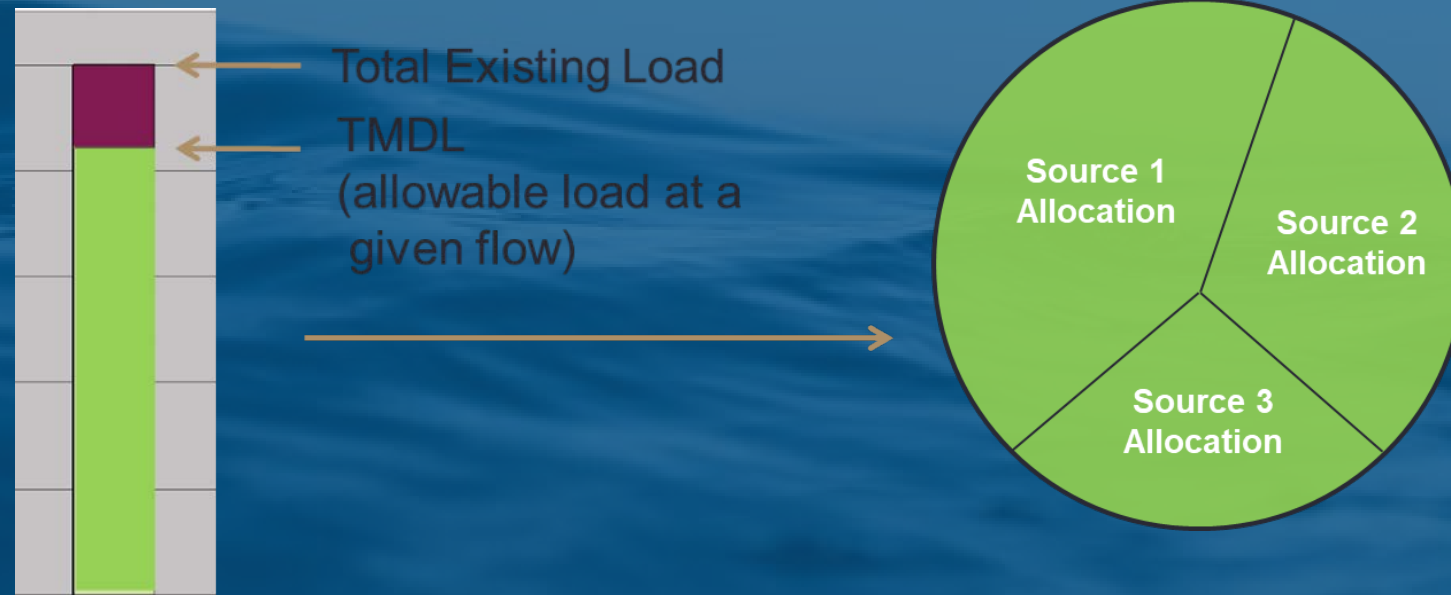 Total Existing Load
TMDL
(allowable load at a
given flow)
Source 1
Allocation
Source 2
Allocation
Source 3
Allocation